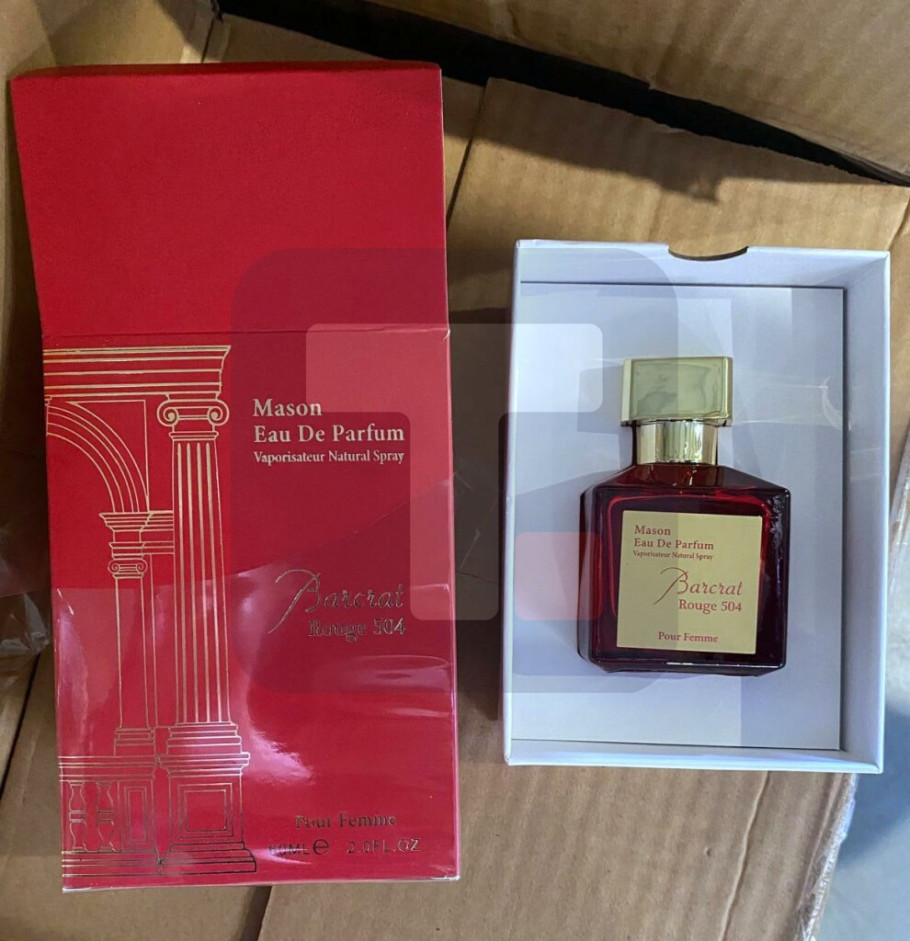 Mason
Eau De Parfum
Vaporisateur Natural Spray
Barcrat
Rouge 504
Pour Femme
60ML e 2.0FL.OZ
Mason
Eau De Parfum
Vaporisateur Natural Spray
Barcrat
Rouge 504
Pour Femme